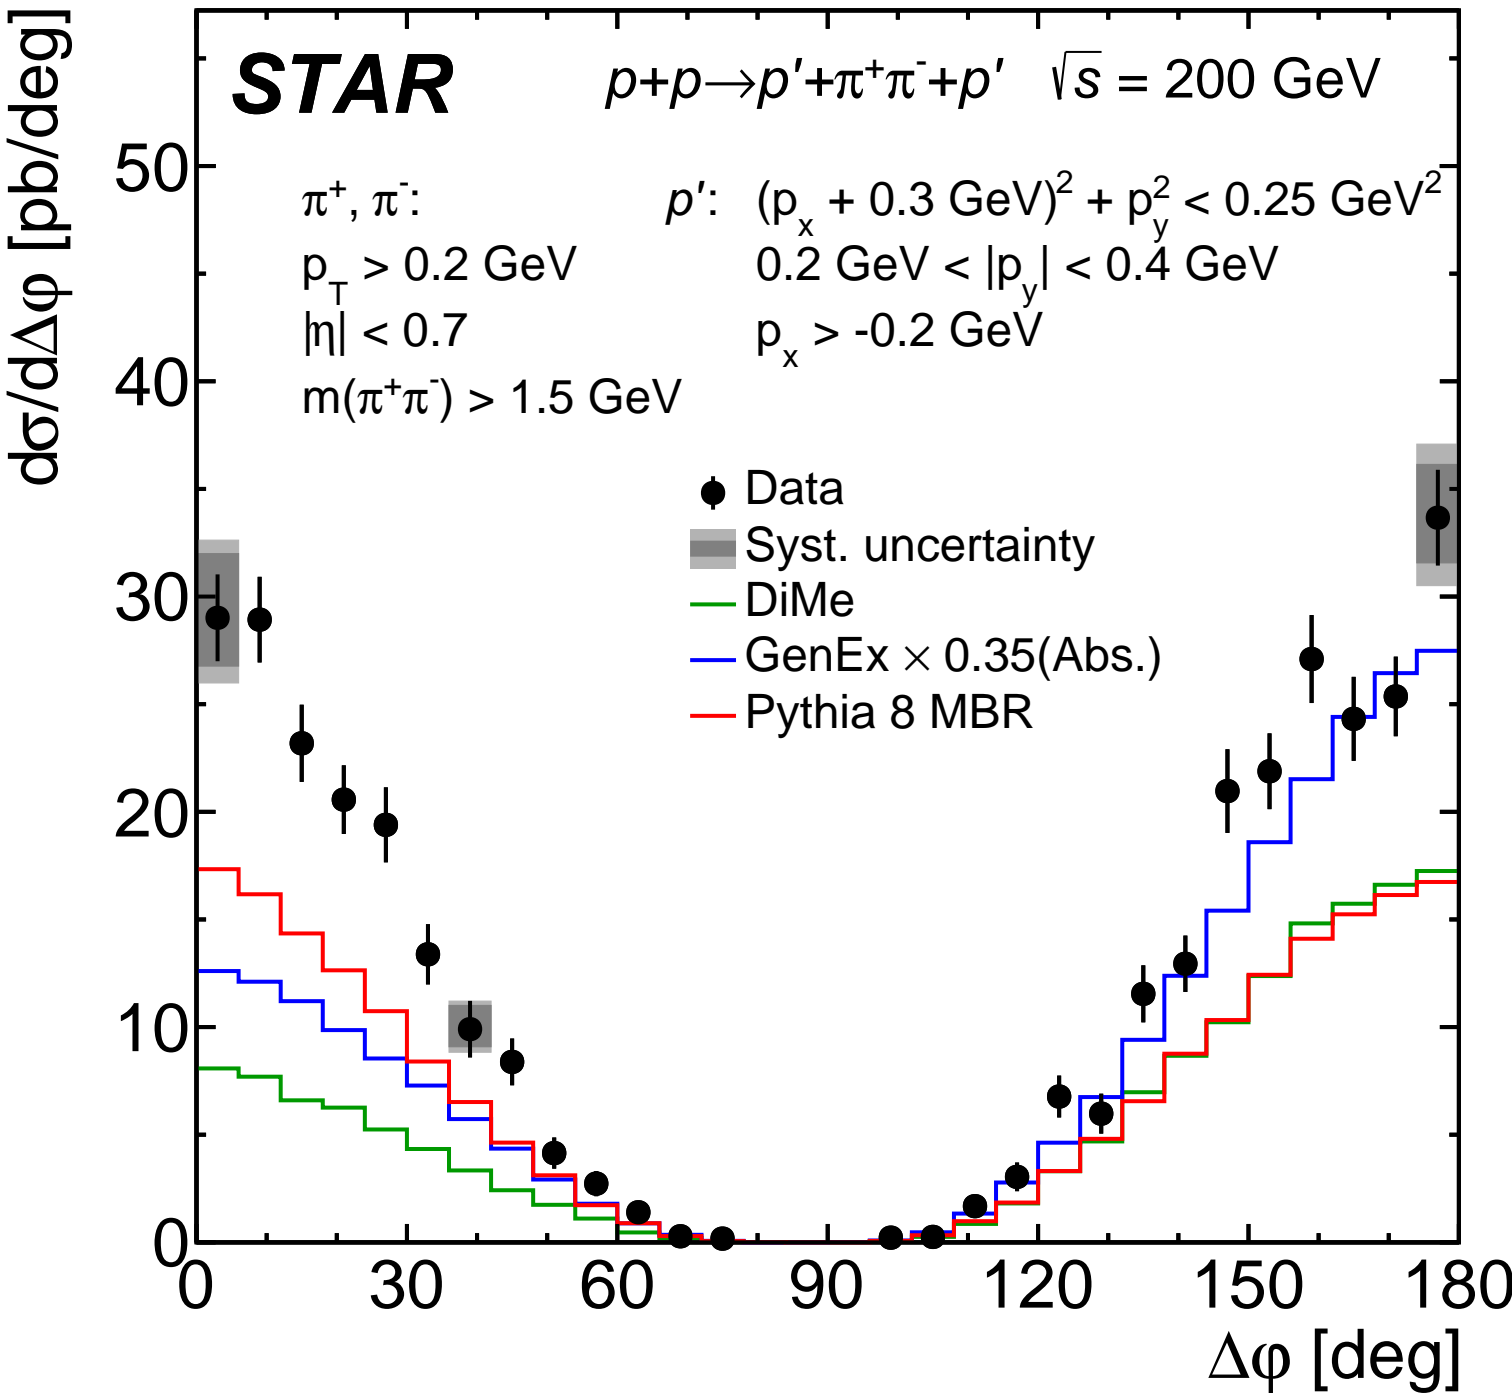 dσ/dΔφ [pb/deg]
STAR p+p→p′+π⁺π⁻+p′ √s = 200 GeV
π⁺, π⁻: p′: (pₓ + 0.3 GeV)² + p_y² < 0.25 GeV²
p_T > 0.2 GeV 0.2 GeV < |p_y| < 0.4 GeV
|η| < 0.7 pₓ > -0.2 GeV
m(π⁺π⁻) > 1.5 GeV
Data
Syst. uncertainty
DiMe
GenEx × 0.35(Abs.)
Pythia 8 MBR
50
40
30
20
10
0
0 30 60 90 120 150 180
Δφ [deg]